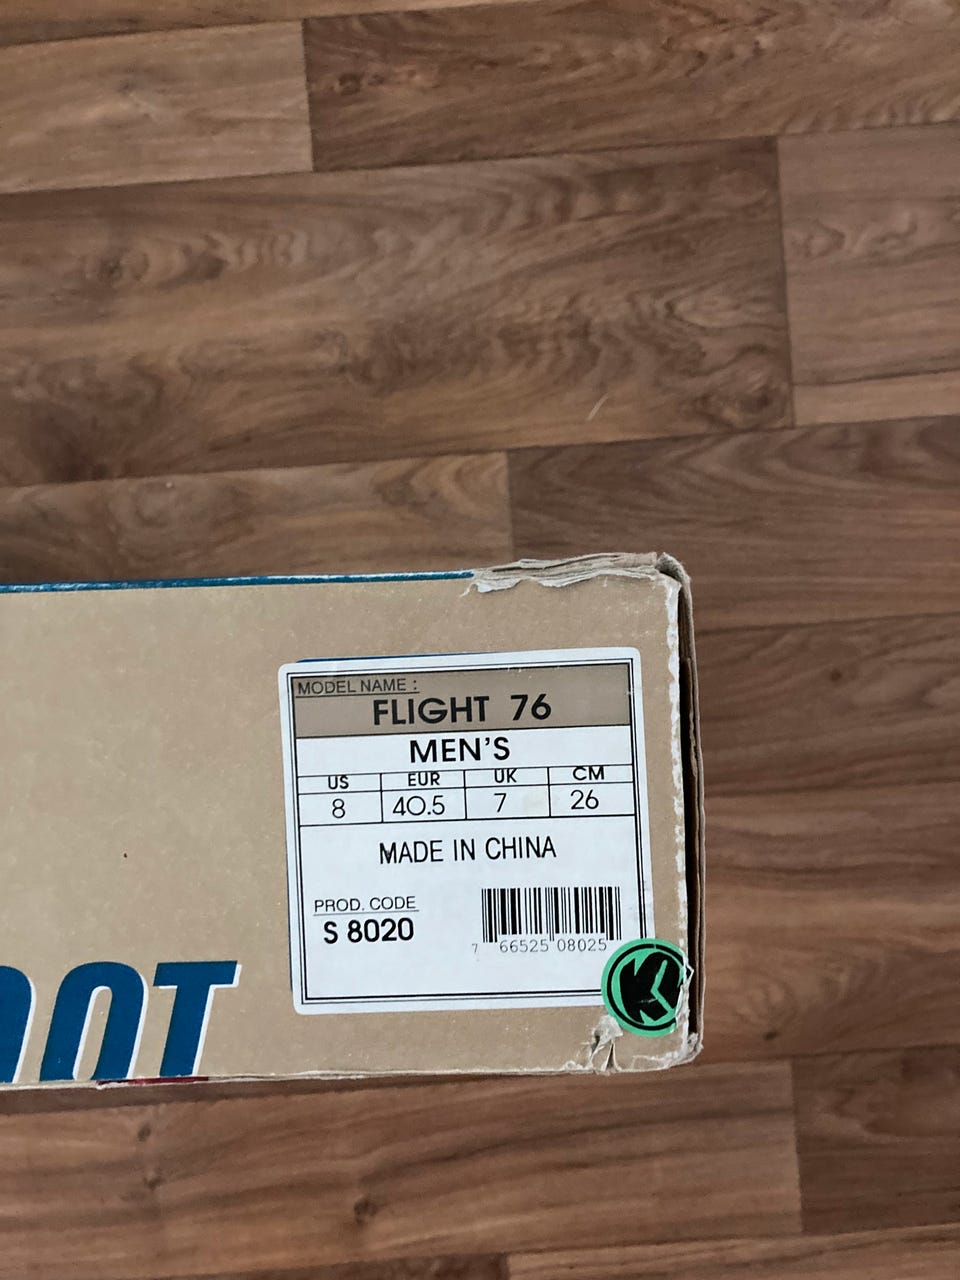 MODEL NAME :
FLIGHT 76
MEN'S
US EUR UK CM
8 40.5 7 26
MADE IN CHINA
PROD. CODE
S 8020
7 66525 08025
OOT